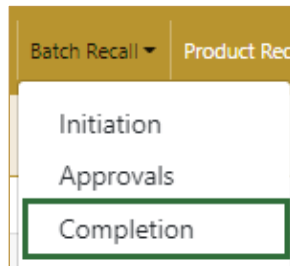 Batch Recall Product Rec
Initiation
Approvals
Completion